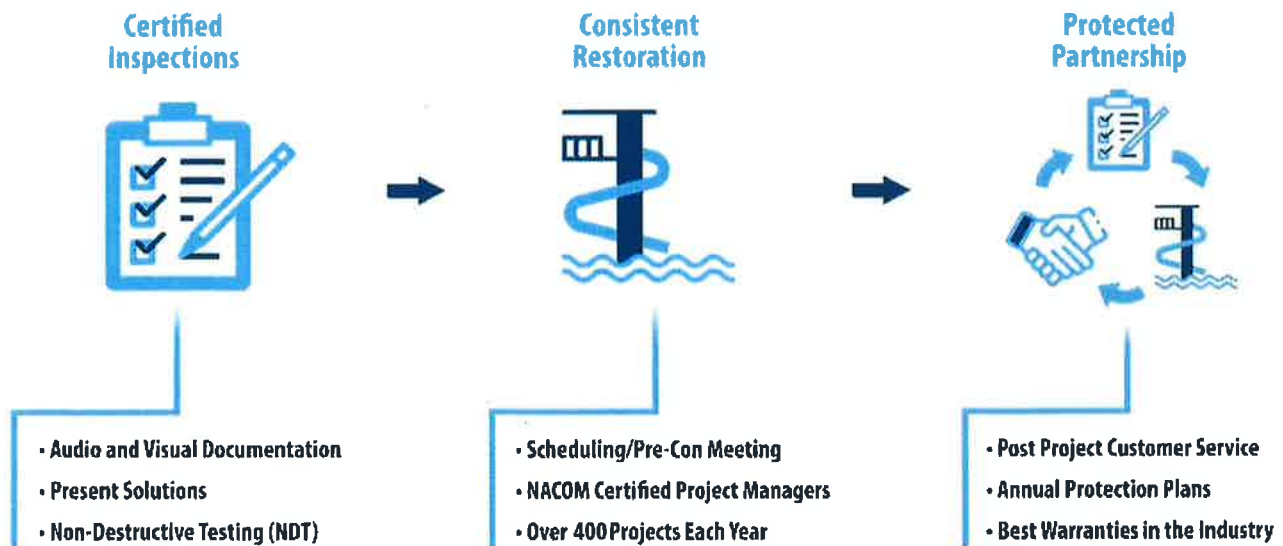 Certified
Inspections
Consistent
Restoration
Protected
Partnership
• Audio and Visual Documentation
• Present Solutions
• Non-Destructive Testing (NDT)
• Scheduling/Pre-Con Meeting
• NACOM Certified Project Managers
• Over 400 Projects Each Year
• Post Project Customer Service
• Annual Protection Plans
• Best Warranties in the Industry